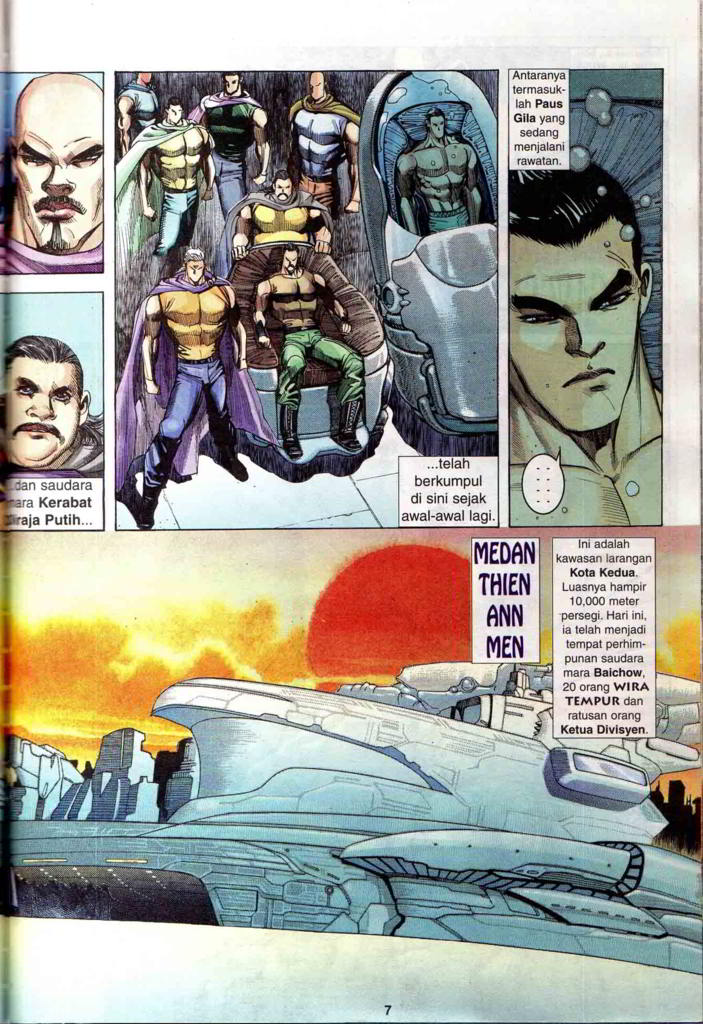 ...dan saudara
mara Kerabat
Diraja Putih...
...telah
berkumpul
di sini sejak
awal-awal lagi.
Antaranya
termasuk-
lah Paus
Gila yang
sedang
menjalani
rawatan.
......
MEDAN
THIEN
ANN
MEN
Ini adalah
kawasan larangan
Kota Kedua.
Luasnya hampir
10,000 meter
persegi. Hari ini,
ia telah menjadi
tempat perhim-
punan saudara
mara Baichow,
20 orang WIRA
TEMPUR dan
ratusan orang
Ketua Divisyen.
7